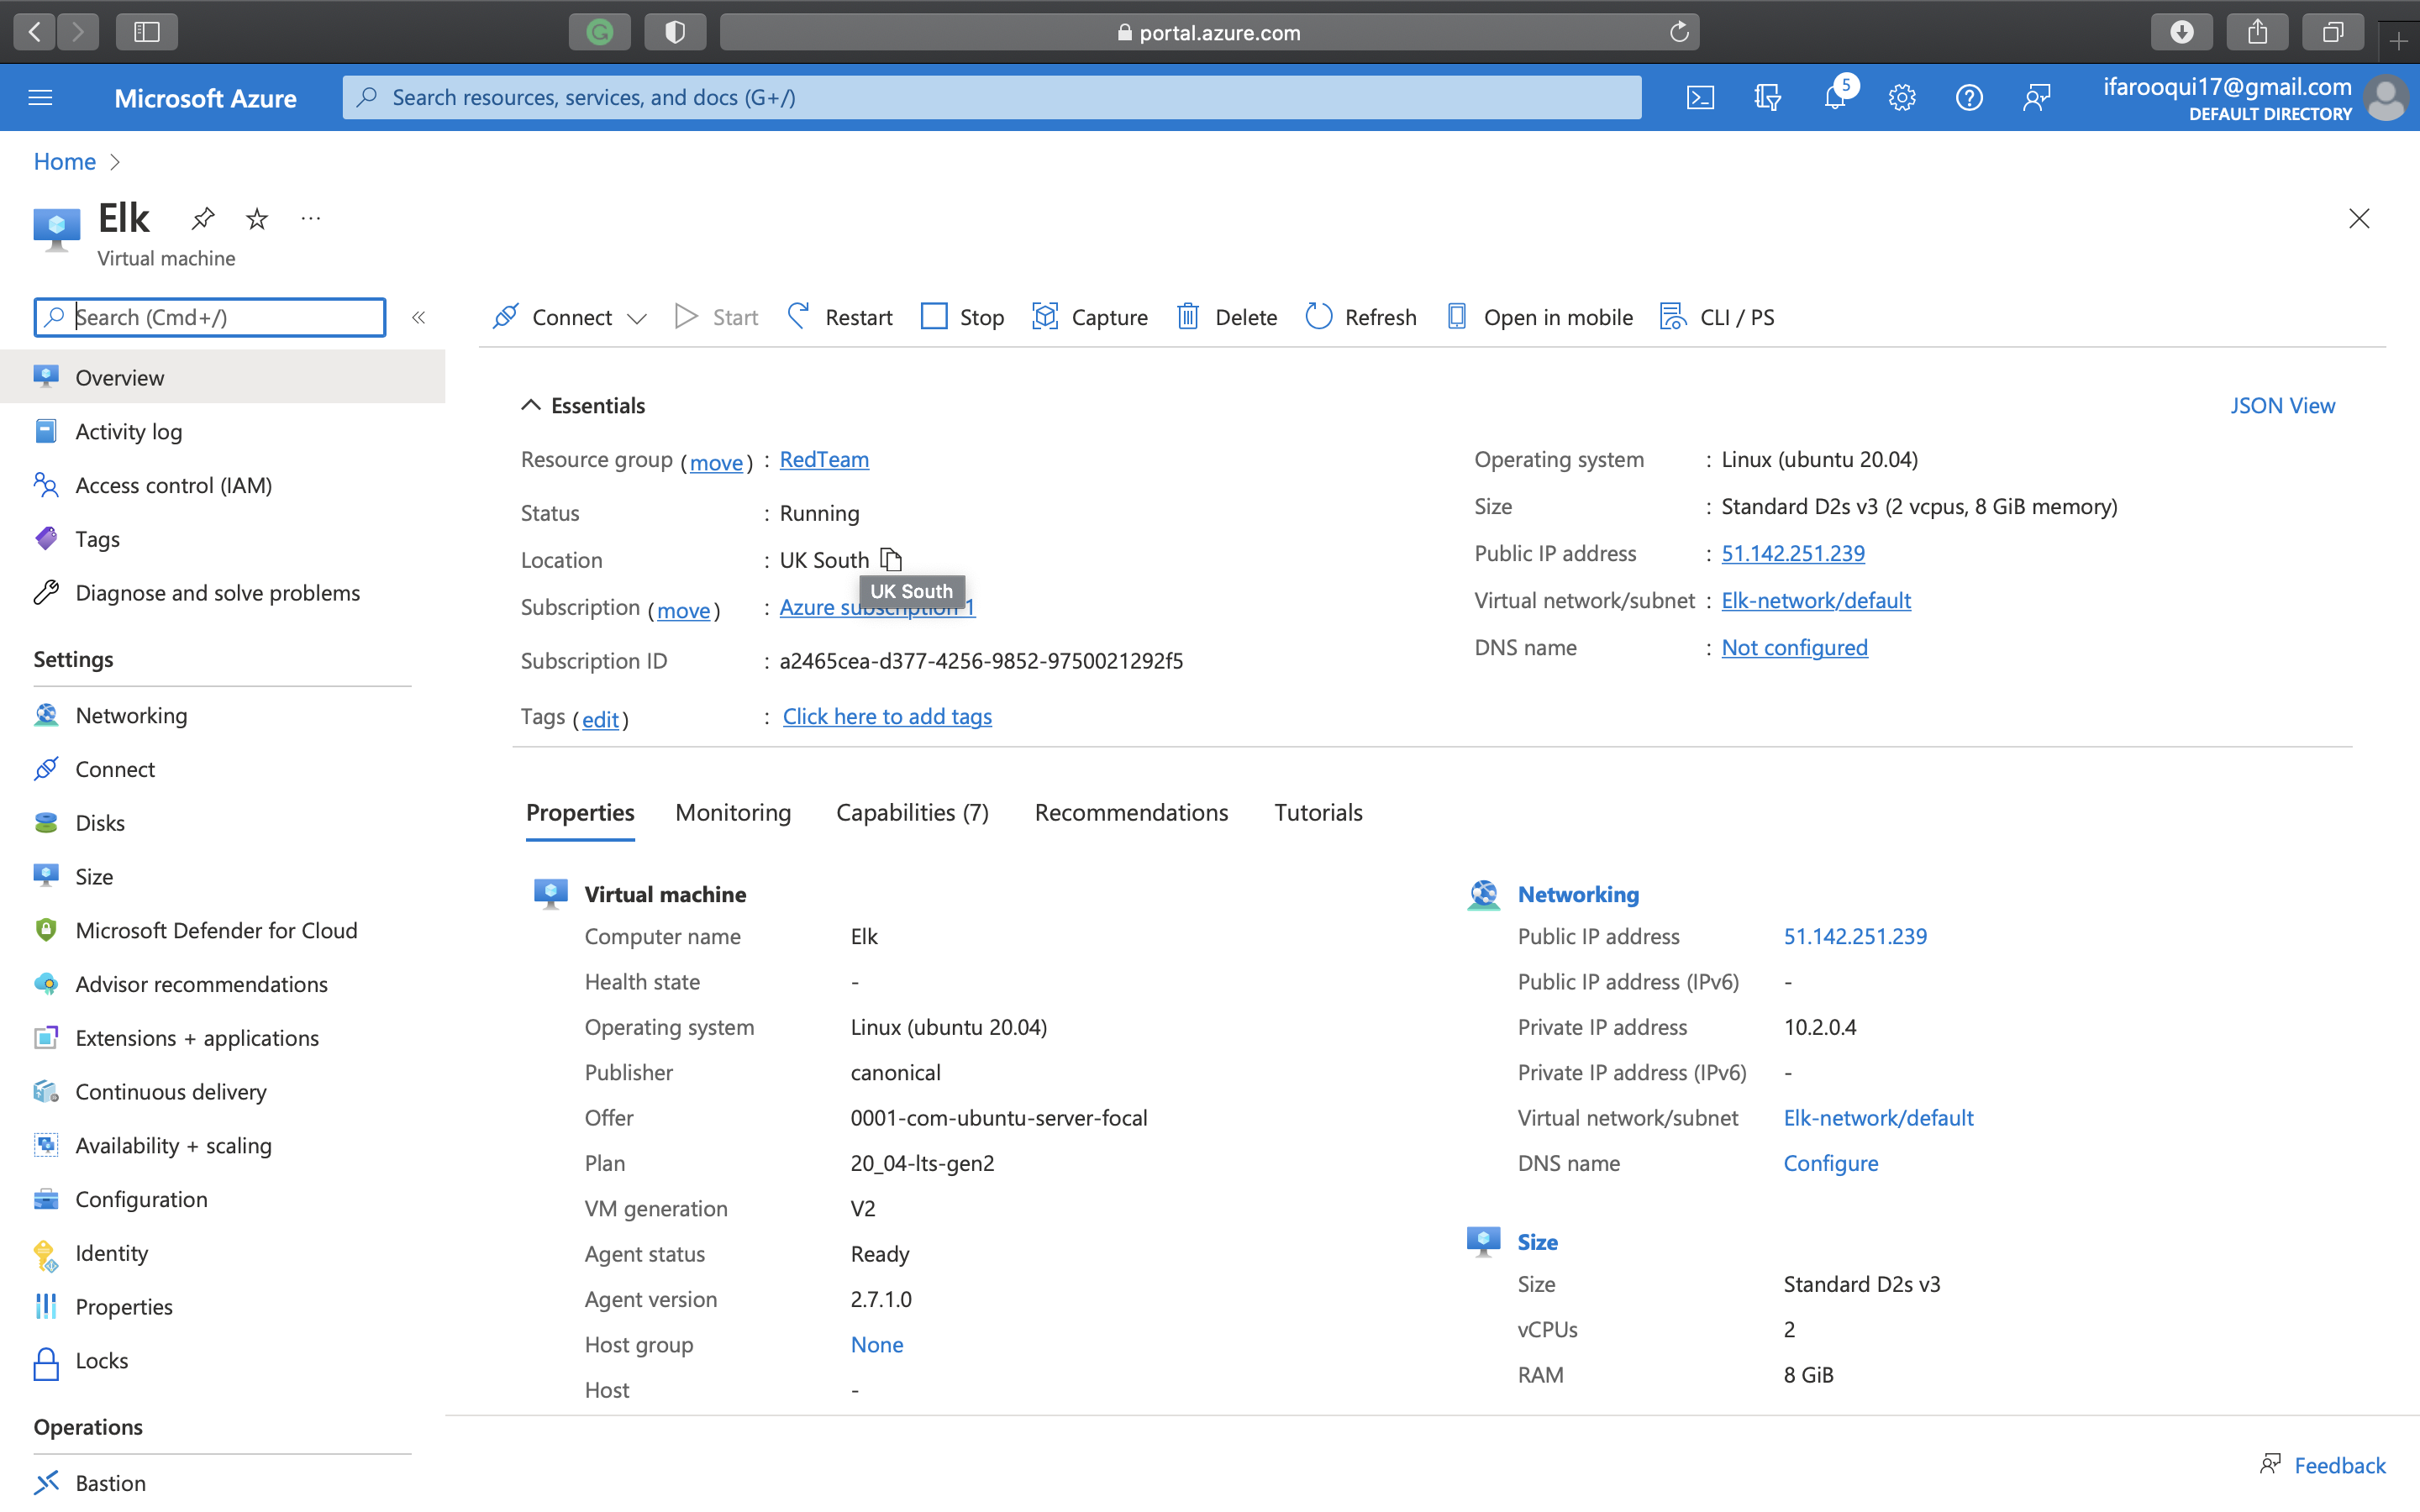 portal.azure.com
Microsoft Azure
Search resources, services, and docs (G+/)
5
ifarooqui17@gmail.com
DEFAULT DIRECTORY
Home
Elk
Virtual machine
Search (Cmd+/)
Connect Start Restart Stop Capture Delete Refresh Open in mobile CLI / PS
Overview
Activity log
Access control (IAM)
Tags
Diagnose and solve problems
Settings
Networking
Connect
Disks
Size
Microsoft Defender for Cloud
Advisor recommendations
Extensions + applications
Continuous delivery
Availability + scaling
Configuration
Identity
Properties
Locks
Operations
Bastion
Essentials
JSON View
Resource group (move) : RedTeam
Status : Running
Location : UK South
UK South
Subscription (move) : Azure subscription 1
Subscription ID : a2465cea-d377-4256-9852-9750021292f5
Tags (edit) : Click here to add tags
Operating system : Linux (ubuntu 20.04)
Size : Standard D2s v3 (2 vcpus, 8 GiB memory)
Public IP address : 51.142.251.239
Virtual network/subnet : Elk-network/default
DNS name : Not configured
Properties Monitoring Capabilities (7) Recommendations Tutorials
Virtual machine
Computer name Elk
Health state -
Operating system Linux (ubuntu 20.04)
Publisher canonical
Offer 0001-com-ubuntu-server-focal
Plan 20_04-lts-gen2
VM generation V2
Agent status Ready
Agent version 2.7.1.0
Host group None
Host -
Networking
Public IP address 51.142.251.239
Public IP address (IPv6) -
Private IP address 10.2.0.4
Private IP address (IPv6) -
Virtual network/subnet Elk-network/default
DNS name Configure
Size
Size Standard D2s v3
vCPUs 2
RAM 8 GiB
Feedback